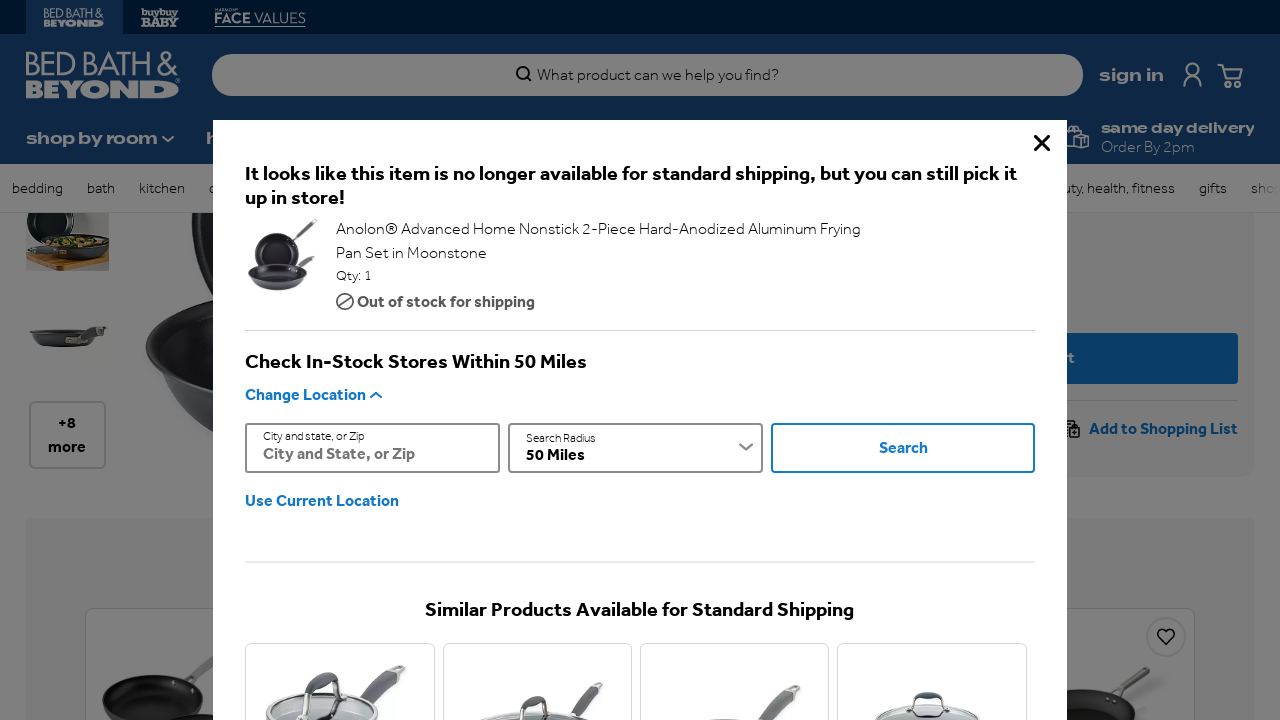 BED BATH &
BEYOND
buybuy
BABY
HARMON
FACE VALUES
BED BATH &
BEYOND
What product can we help you find?
sign in
shop by room
same day delivery
Order By 2pm
bedding
bath
kitchen
health, fitness
gifts
It looks like this item is no longer available for standard shipping, but you can still pick it
up in store!
Anolon® Advanced Home Nonstick 2-Piece Hard-Anodized Aluminum Frying
Pan Set in Moonstone
Qty: 1
Out of stock for shipping
Check In-Stock Stores Within 50 Miles
Change Location
City and state, or Zip
City and State, or Zip
Search Radius
50 Miles
Search
Use Current Location
+8
more
Add to Shopping List
Similar Products Available for Standard Shipping